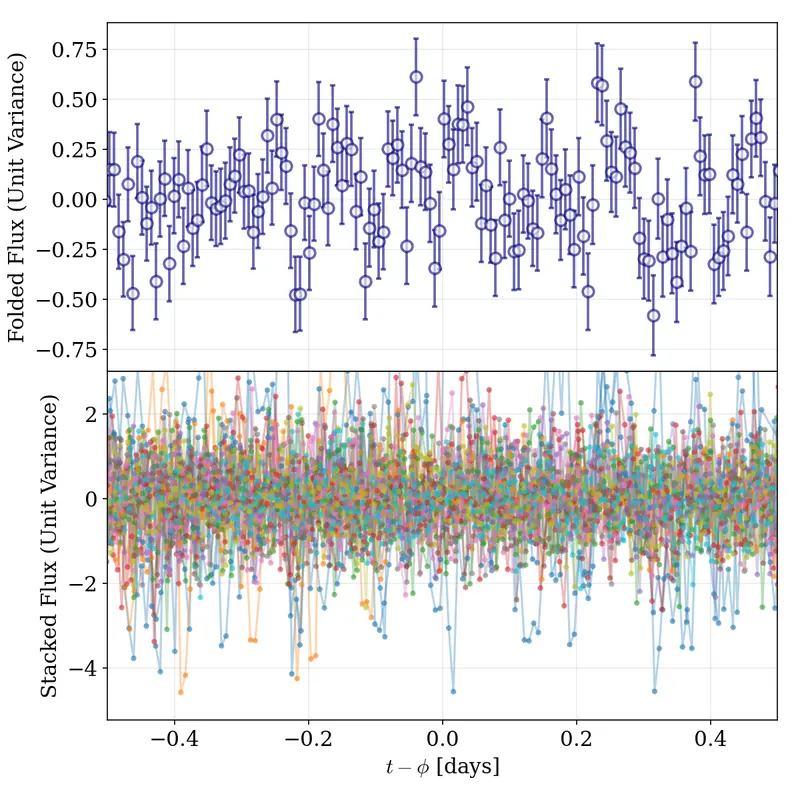 Folded Flux (Unit Variance)
0.75
0.50
0.25
0.00
−0.25
−0.50
−0.75
Stacked Flux (Unit Variance)
2
0
−2
−4
−0.4 −0.2 0.0 0.2 0.4
t − ϕ [days]